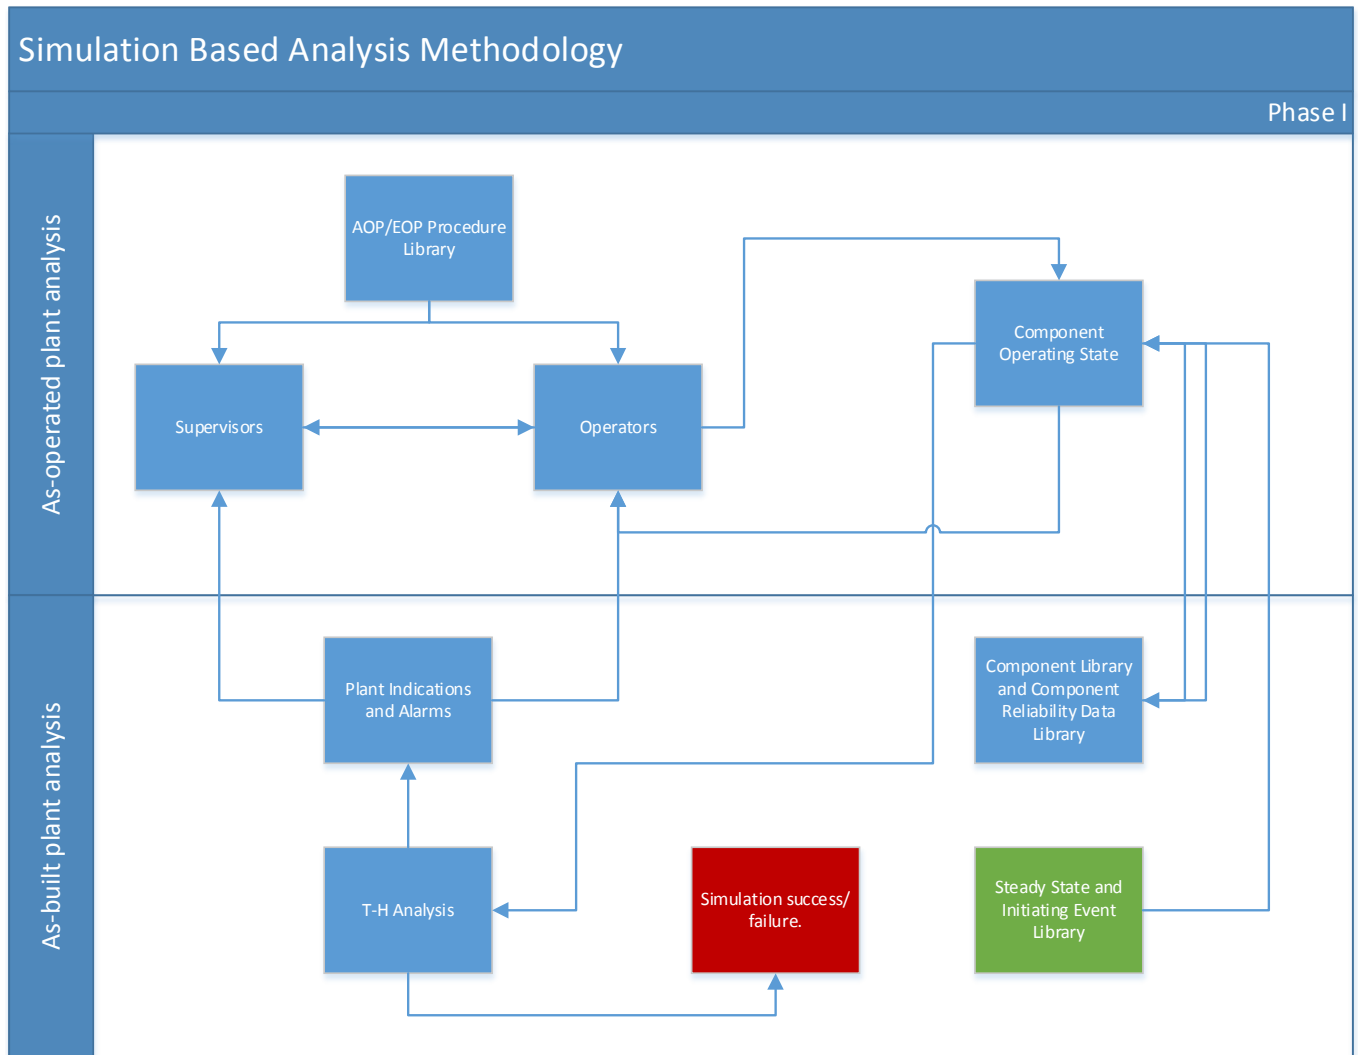 Simulation Based Analysis Methodology
Phase I
As-operated plant analysis
AOP/EOP Procedure
Library
Component
Operating State
Supervisors
Operators
As-built plant analysis
Plant Indications
and Alarms
Component Library
and Component
Reliability Data
Library
T-H Analysis
Simulation success/
failure.
Steady State and
Initiating Event
Library